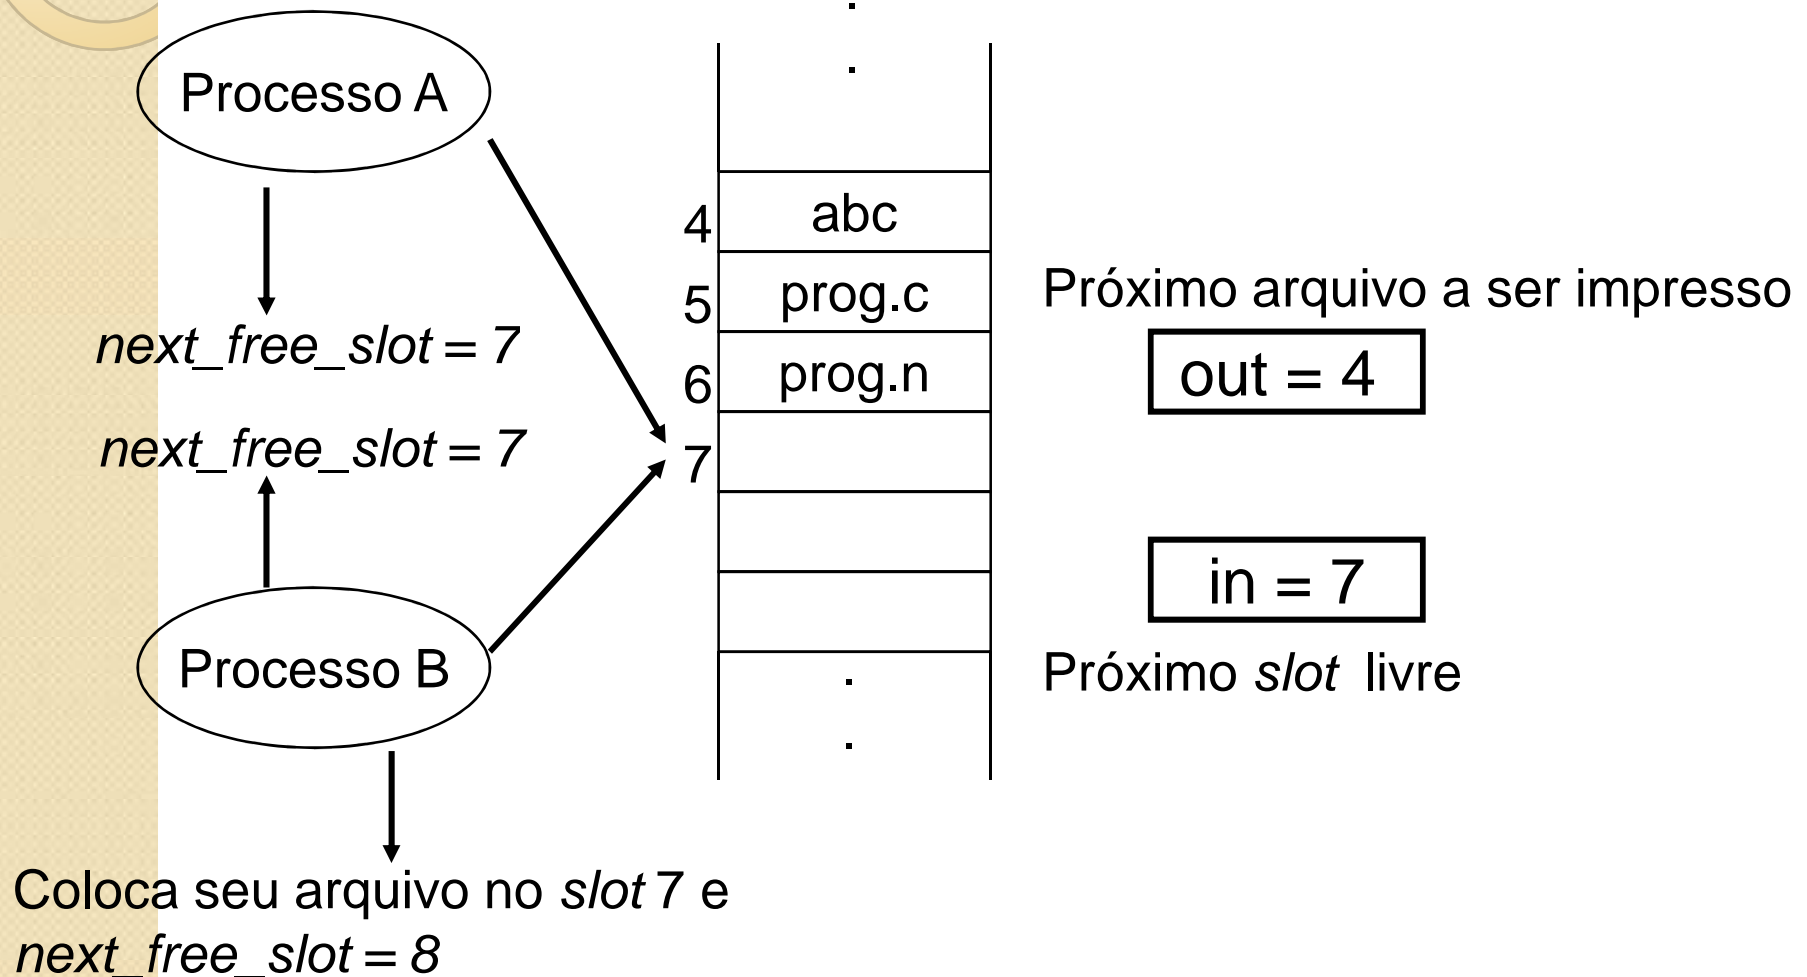 Processo A
next_free_slot = 7
next_free_slot = 7
Processo B
Coloca seu arquivo no slot 7 e
next_free_slot = 8
4 abc
5 prog.c
6 prog.n
7
Próximo arquivo a ser impresso
out = 4
in = 7
Próximo slot livre